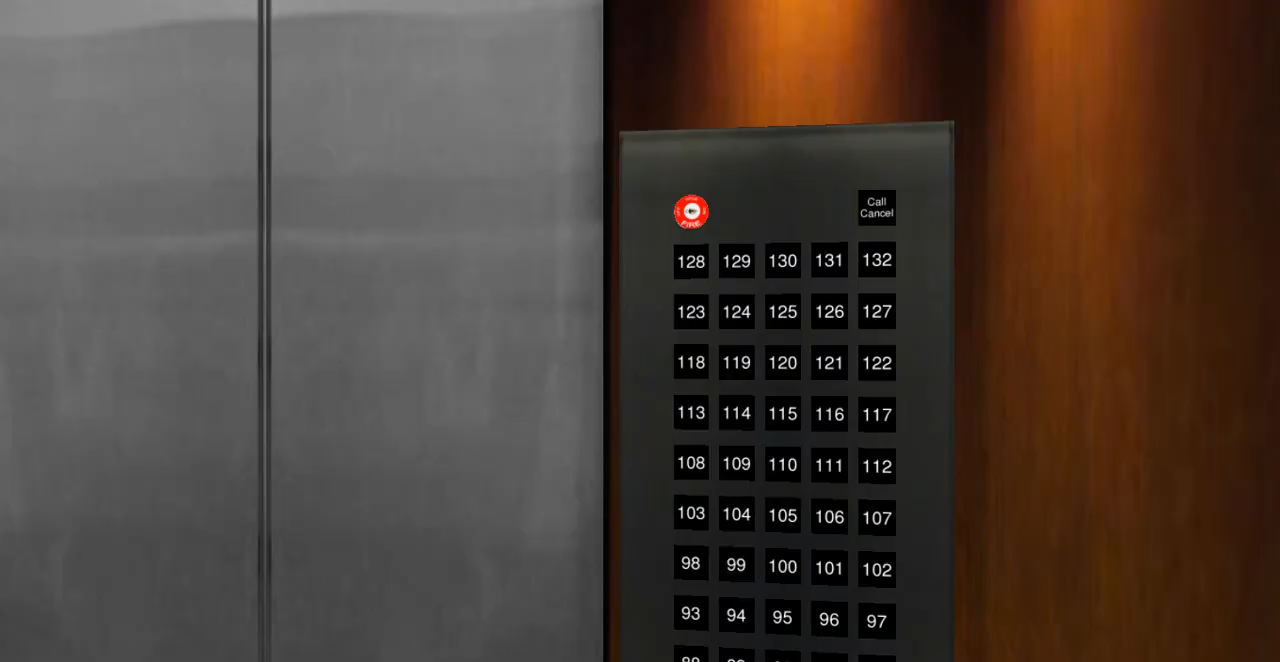 FIRE
Call
Cancel
128 129 130 131 132
123 124 125 126 127
118 119 120 121 122
113 114 115 116 117
108 109 110 111 112
103 104 105 106 107
98 99 100 101 102
93 94 95 96 97